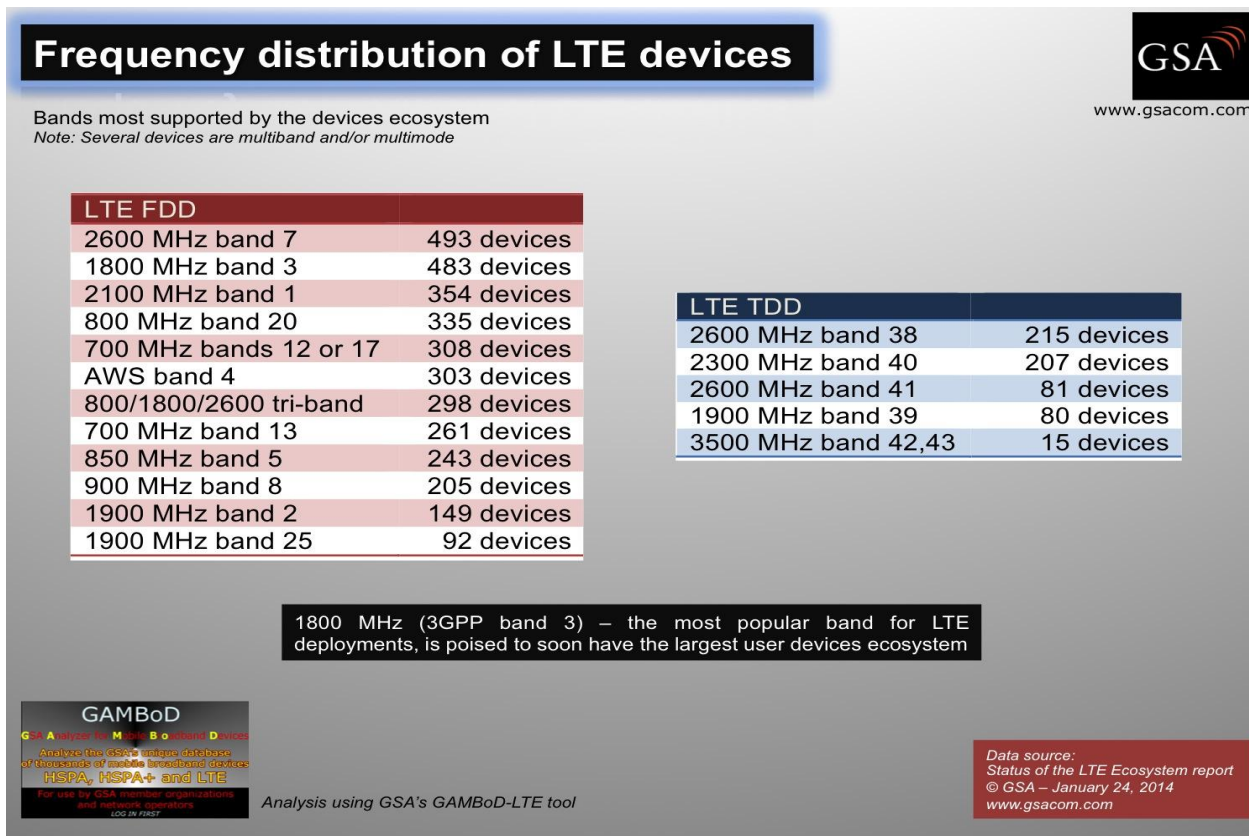 Frequency distribution of LTE devices
GSA
www.gsacom.com
Bands most supported by the devices ecosystem
Note: Several devices are multiband and/or multimode
LTE FDD
2600 MHz band 7 493 devices
1800 MHz band 3 483 devices
2100 MHz band 1 354 devices
800 MHz band 20 335 devices
700 MHz bands 12 or 17 308 devices
AWS band 4 303 devices
800/1800/2600 tri-band 298 devices
700 MHz band 13 261 devices
850 MHz band 5 243 devices
900 MHz band 8 205 devices
1900 MHz band 2 149 devices
1900 MHz band 25 92 devices
LTE TDD
2600 MHz band 38 215 devices
2300 MHz band 40 207 devices
2600 MHz band 41 81 devices
1900 MHz band 39 80 devices
3500 MHz band 42,43 15 devices
1800 MHz (3GPP band 3) – the most popular band for LTE
deployments, is poised to soon have the largest user devices ecosystem
GAMBoD
GSA Analyzer for Mobile Broadband Devices
Analyze the GSA's unique database
of thousands of mobile broadband devices
HSPA, HSPA+ and LTE
For use by GSA member organizations
and network operators
LOG IN FIRST
Analysis using GSA's GAMBoD-LTE tool
Data source:
Status of the LTE Ecosystem report
© GSA – January 24, 2014
www.gsacom.com